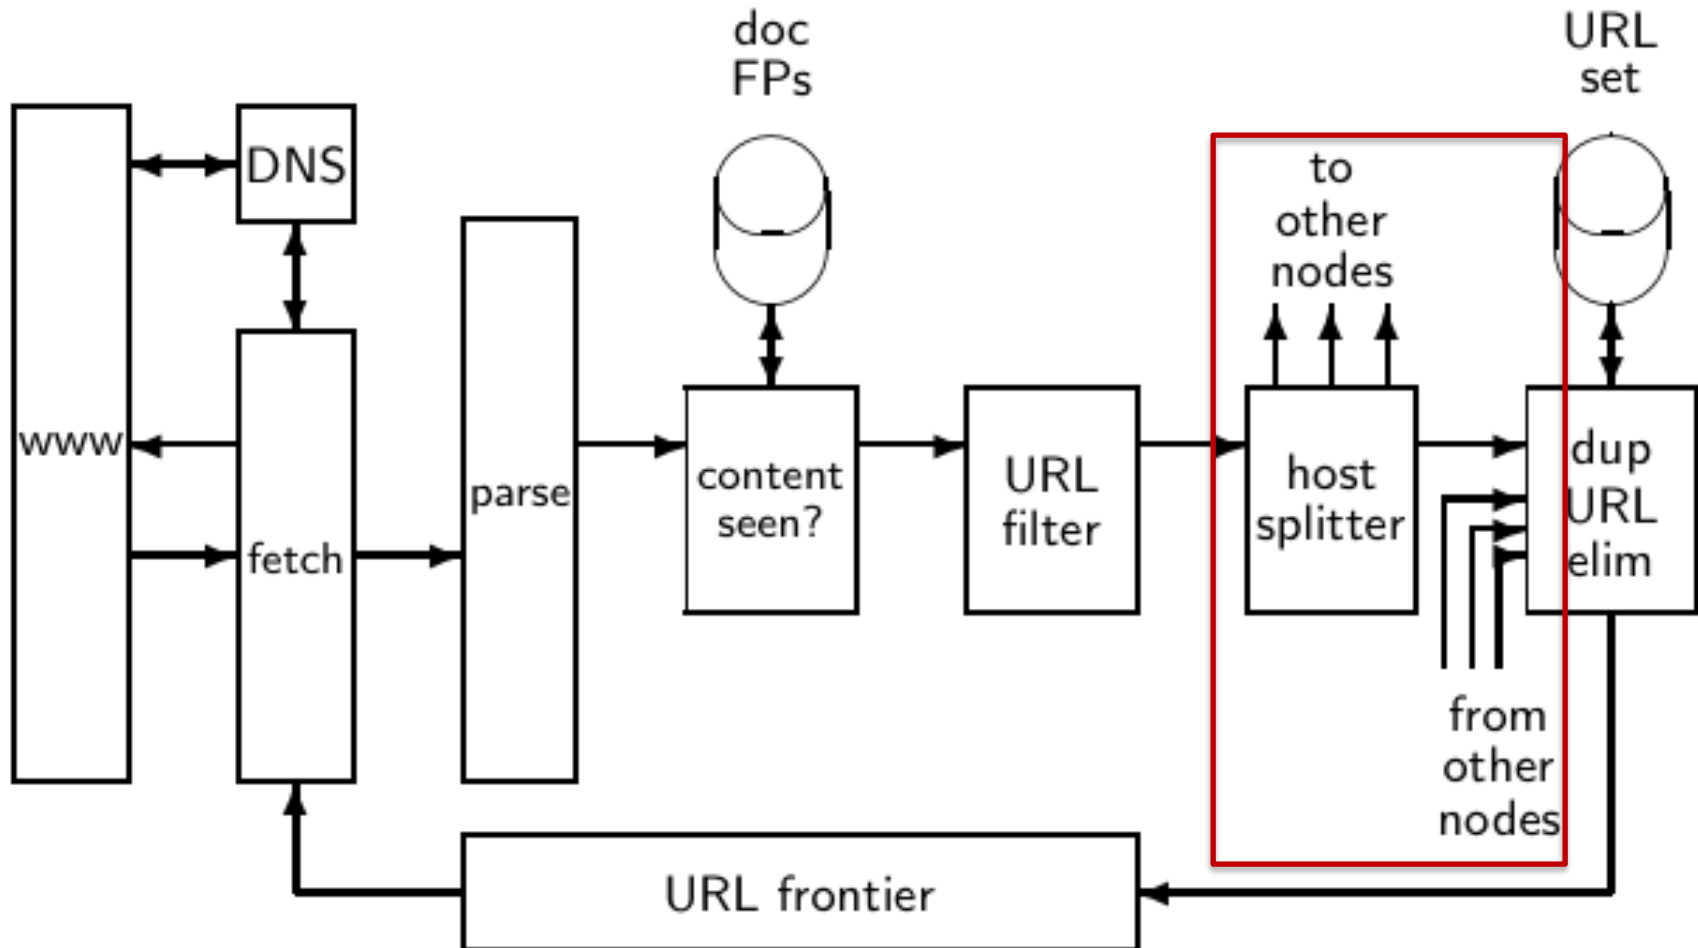 doc
FPs
URL
set
DNS
to
other
nodes
www
fetch
parse
content
seen?
URL
filter
host
splitter
dup
URL
elim
from
other
nodes
URL frontier